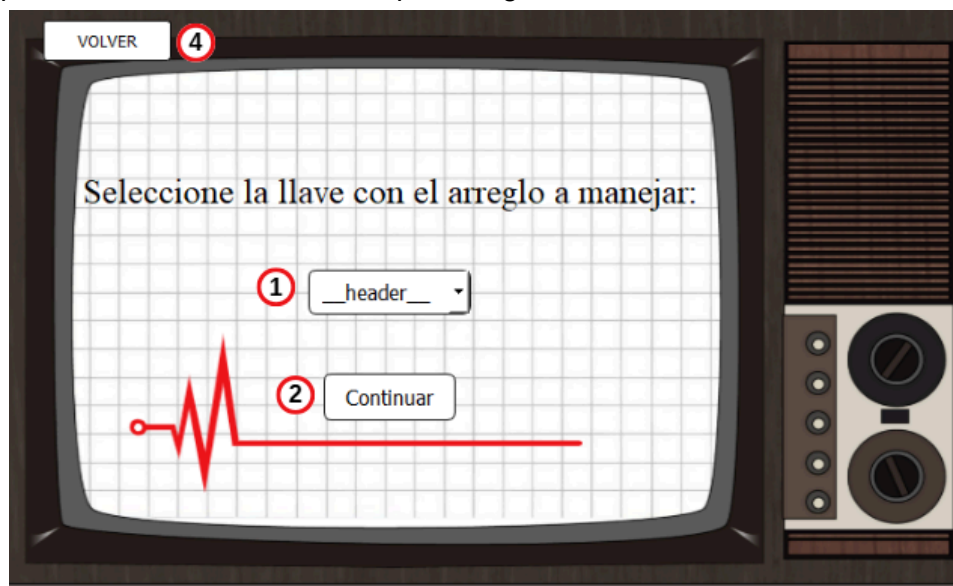 VOLVER 4
Seleccione la llave con el arreglo a manejar:
1 __header__
2 Continuar